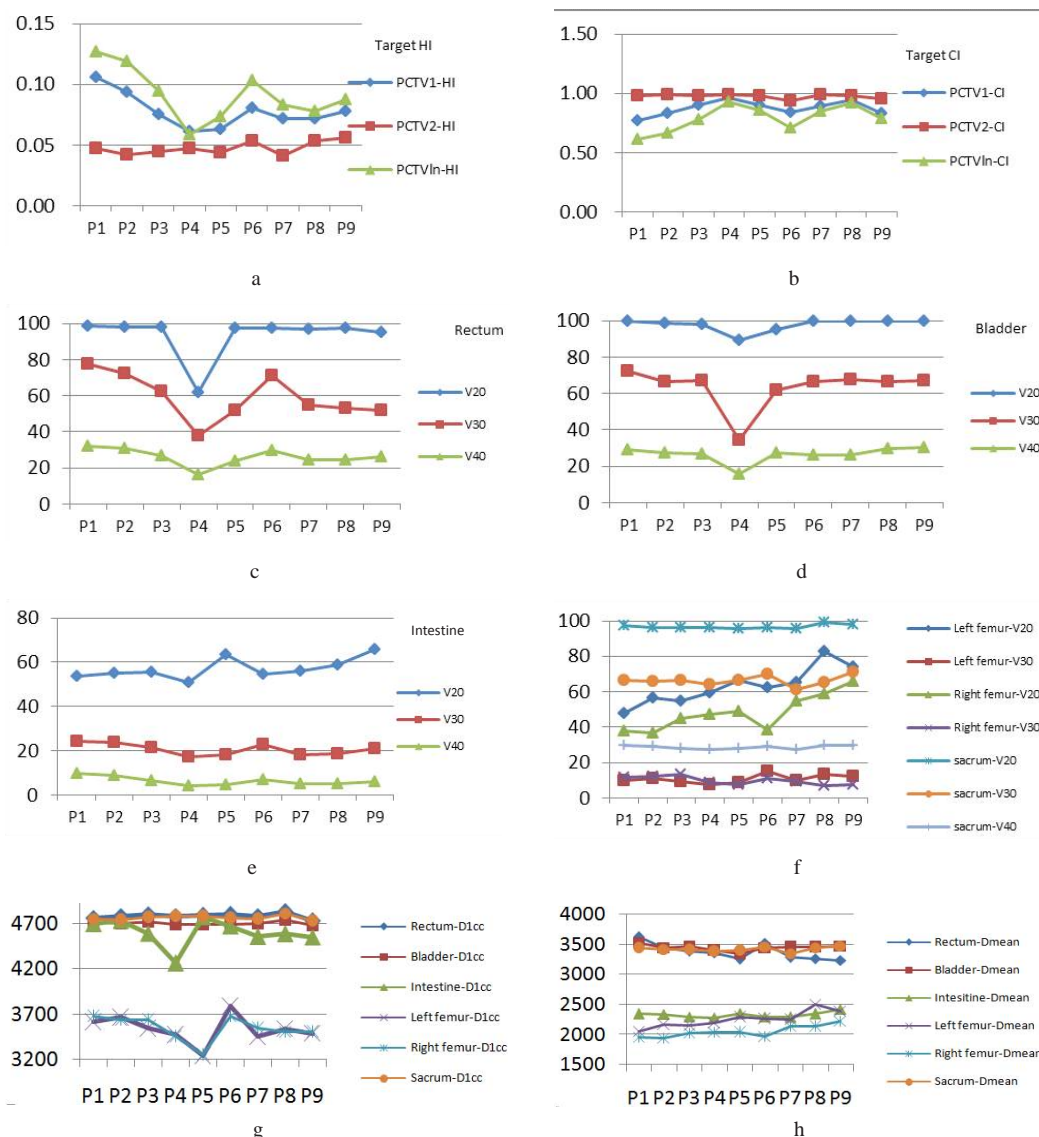 0.15
0.10
0.05
0.00
Target HI
PCTV1-HI
PCTV2-HI
PCTVln-HI
P1 P2 P3 P4 P5 P6 P7 P8 P9
a
1.50
1.00
0.50
0.00
Target CI
PCTV1-CI
PCTV2-CI
PCTVln-CI
P1 P2 P3 P4 P5 P6 P7 P8 P9
b
100
80
60
40
20
0
Rectum
V20
V30
V40
P1 P2 P3 P4 P5 P6 P7 P8 P9
c
100
80
60
40
20
0
Bladder
V20
V30
V40
P1 P2 P3 P4 P5 P6 P7 P8 P9
d
80
60
40
20
0
Intestine
V20
V30
V40
P1 P2 P3 P4 P5 P6 P7 P8 P9
e
100
80
60
40
20
0
Left femur-V20
Left femur-V30
Right femur-V20
Right femur-V30
sacrum-V20
sacrum-V30
sacrum-V40
P1 P2 P3 P4 P5 P6 P7 P8 P9
f
4700
4200
3700
3200
Rectum-D1cc
Bladder-D1cc
Intestine-D1cc
Left femur-D1cc
Right femur-D1cc
Sacrum-D1cc
P1 P2 P3 P4 P5 P6 P7 P8 P9
g
4000
3500
3000
2500
2000
1500
Rectum-Dmean
Bladder-Dmean
Intesitine-Dmean
Left femur-Dmean
Right femur-Dmean
Sacrum-Dmean
P1 P2 P3 P4 P5 P6 P7 P8 P9
h